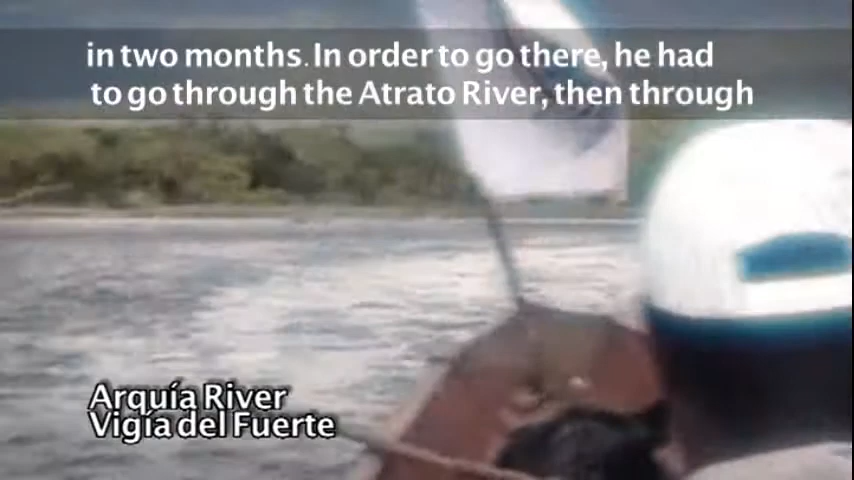 in two months. In order to go there, he had
to go through the Atrato River, then through
Arquía River
Vigía del Fuerte